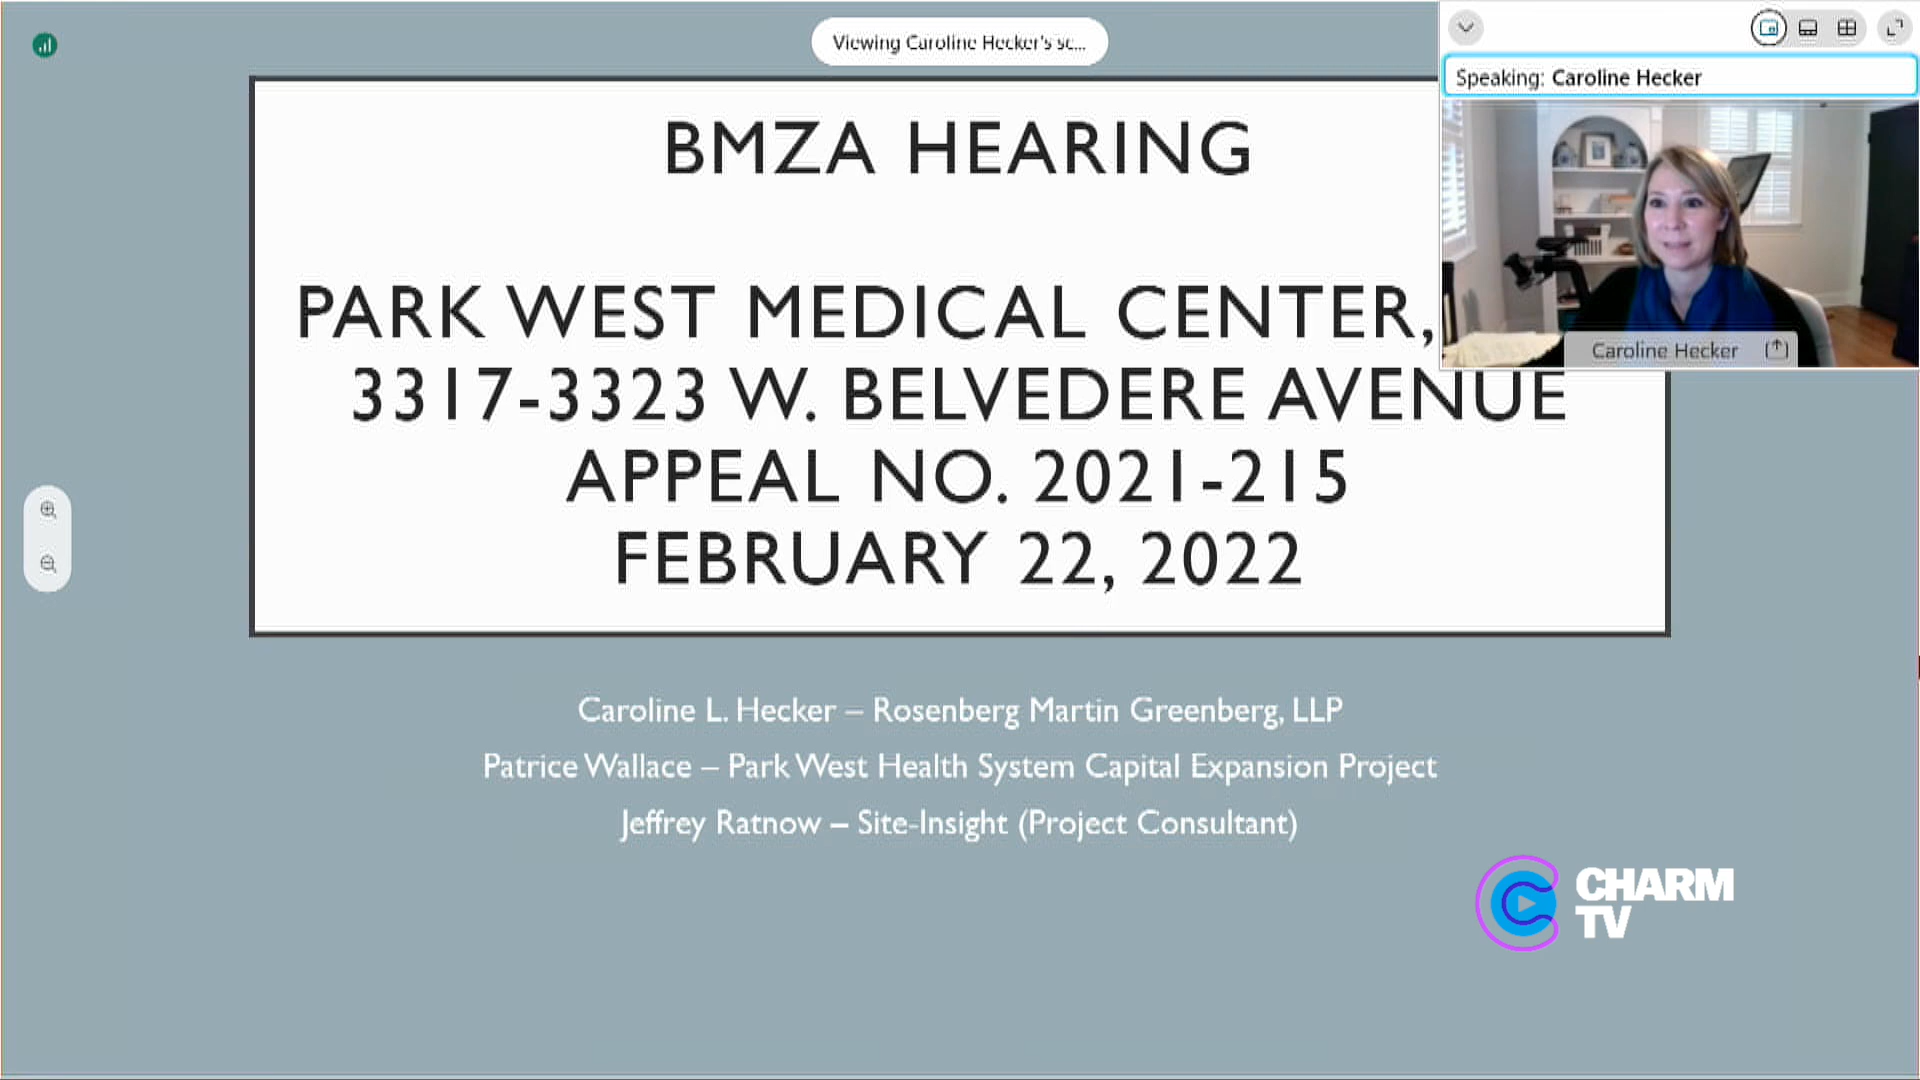 Viewing Caroline Hecker's sc...
Speaking: Caroline Hecker
Caroline Hecker
BMZA HEARING
PARK WEST MEDICAL CENTER,
3317-3323 W. BELVEDERE AVENUE
APPEAL NO. 2021-215
FEBRUARY 22, 2022
Caroline L. Hecker – Rosenberg Martin Greenberg, LLP
Patrice Wallace – Park West Health System Capital Expansion Project
Jeffrey Ratnow – Site-Insight (Project Consultant)
CHARM
TV